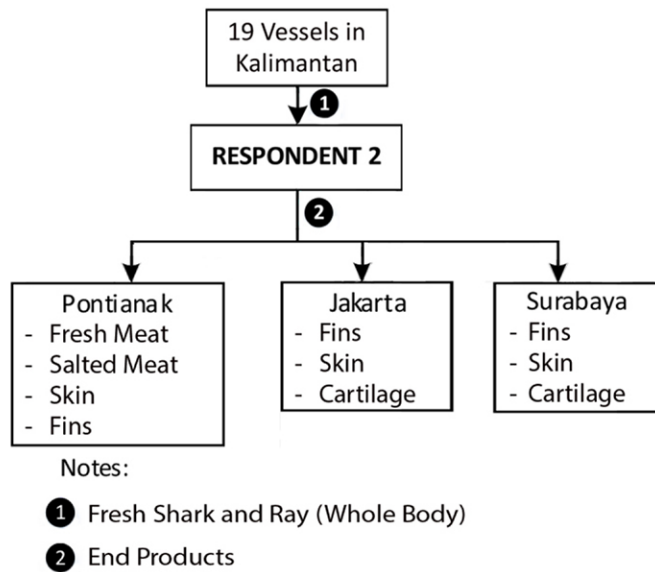 19 Vessels in
Kalimantan
1
RESPONDENT 2
2
Pontianak
- Fresh Meat
- Salted Meat
- Skin
- Fins
Jakarta
- Fins
- Skin
- Cartilage
Surabaya
- Fins
- Skin
- Cartilage
Notes:
1 Fresh Shark and Ray (Whole Body)
2 End Products